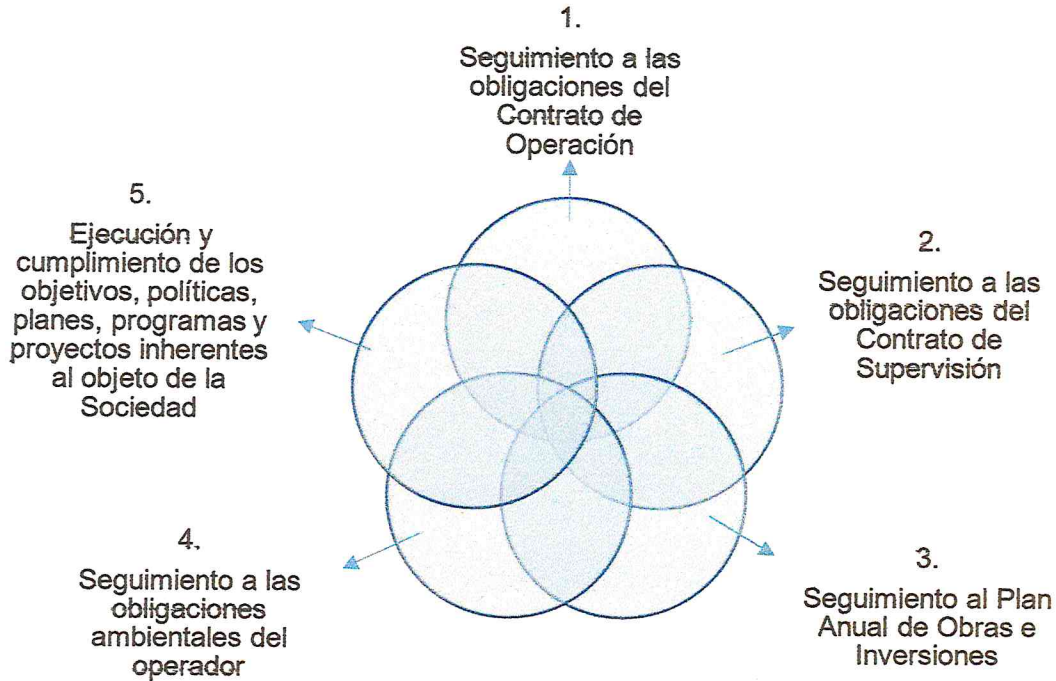 1.
Seguimiento a las
obligaciones del
Contrato de
Operación
2.
Seguimiento a las
obligaciones del
Contrato de
Supervisión
3.
Seguimiento al Plan
Anual de Obras e
Inversiones
4.
Seguimiento a las
obligaciones
ambientales del
operador
5.
Ejecución y
cumplimiento de los
objetivos, políticas,
planes, programas y
proyectos inherentes
al objeto de la
Sociedad